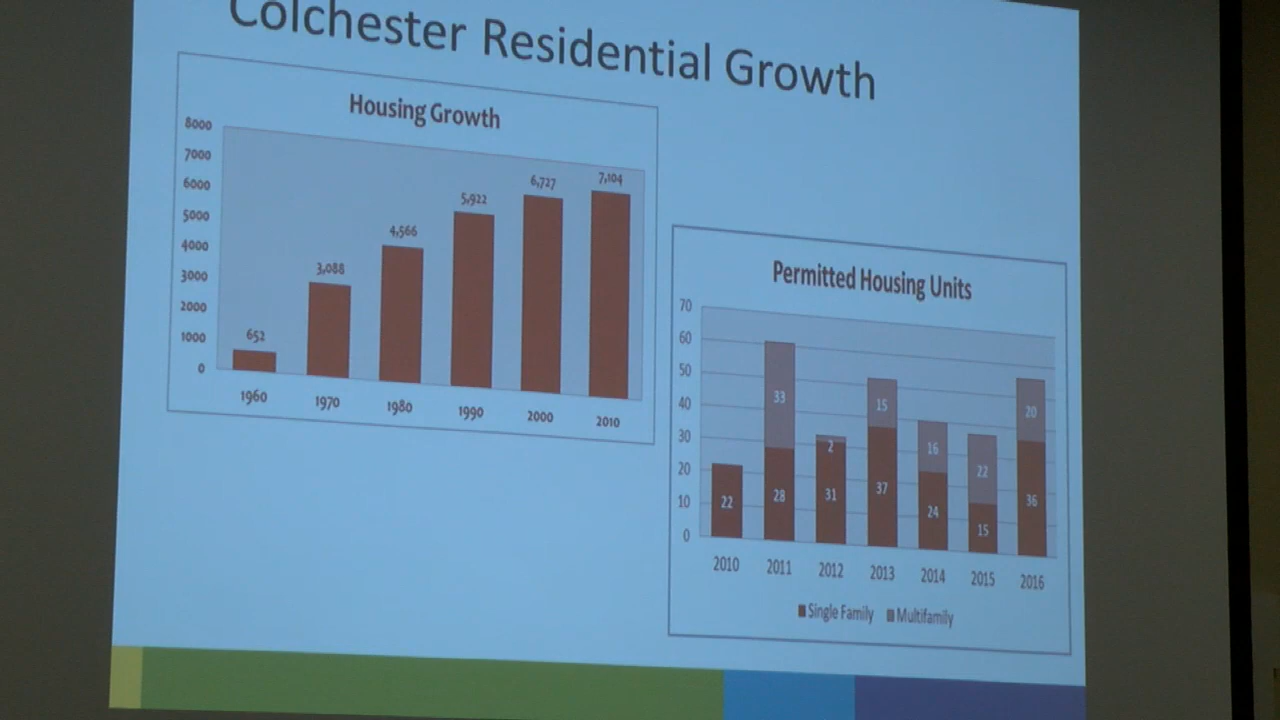 Colchester Residential Growth
Housing Growth
8000
7000
6000
5000
4000
3000
2000
1000
0
652
3,088
4,566
5,922
6,727
7,104
1960 1970 1980 1990 2000 2010
Permitted Housing Units
70
60
50
40
30
20
10
0
33 2 15 16 22 20
22 28 31 37 24 15 36
2010 2011 2012 2013 2014 2015 2016
Single Family Multifamily